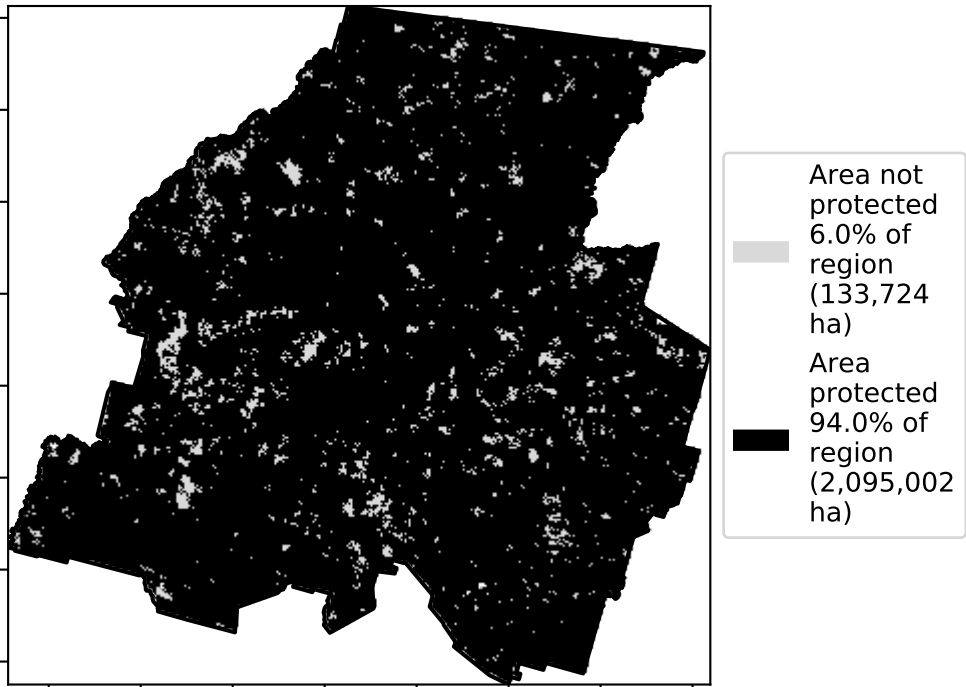 Area not
protected
6.0% of
region
(133,724
ha)
Area
protected
94.0% of
region
(2,095,002
ha)